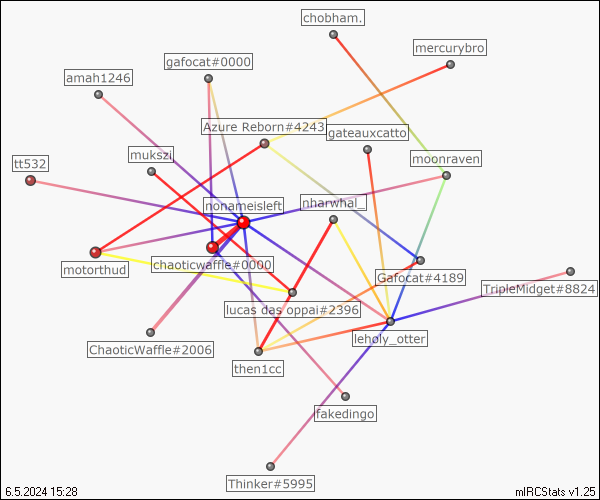 chobham.
mercurybro
gafocat#0000
amah1246
Azure Reborn#4243
gateauxcatto
mukszi
moonraven
tt532
nonameisleft
nharwhal_
motorthud
chaoticwaffle#0000
Gafocat#4189
TripleMidget#8824
lucas das oppai#2396
leholy_otter
ChaoticWaffle#2006
then1cc
fakedingo
Thinker#5995
6.5.2024 15:28
mIRCStats v1.25